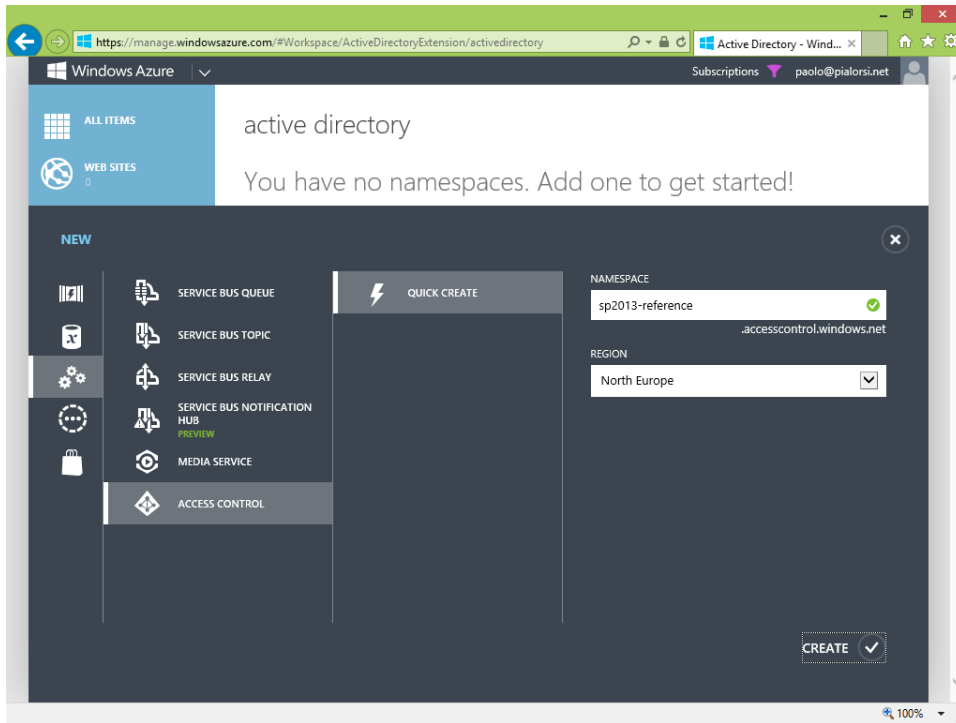 https://manage.windowsazure.com/#Workspace/ActiveDirectoryExtension/activedirectory
Active Directory - Wind...
Windows Azure
Subscriptions
paolo@pialorsi.net
ALL ITEMS
WEB SITES
0
active directory
You have no namespaces. Add one to get started!
NEW
SERVICE BUS QUEUE
SERVICE BUS TOPIC
SERVICE BUS RELAY
SERVICE BUS NOTIFICATION
HUB
PREVIEW
MEDIA SERVICE
ACCESS CONTROL
QUICK CREATE
NAMESPACE
sp2013-reference
.accesscontrol.windows.net
REGION
North Europe
CREATE
100%